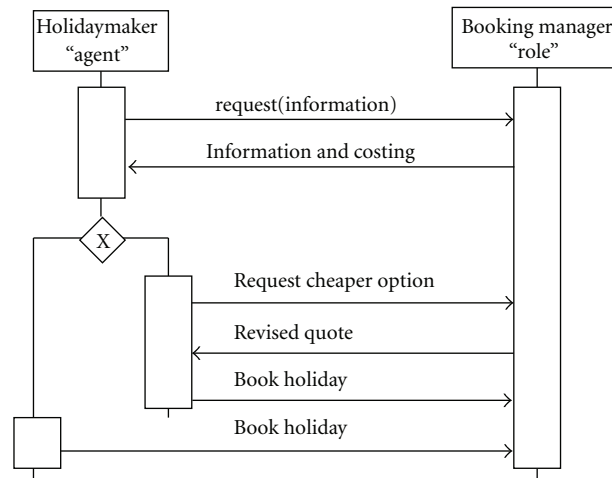 Holidaymaker
“agent”
Booking manager
“role”
request(information)
Information and costing
X
Request cheaper option
Revised quote
Book holiday
Book holiday